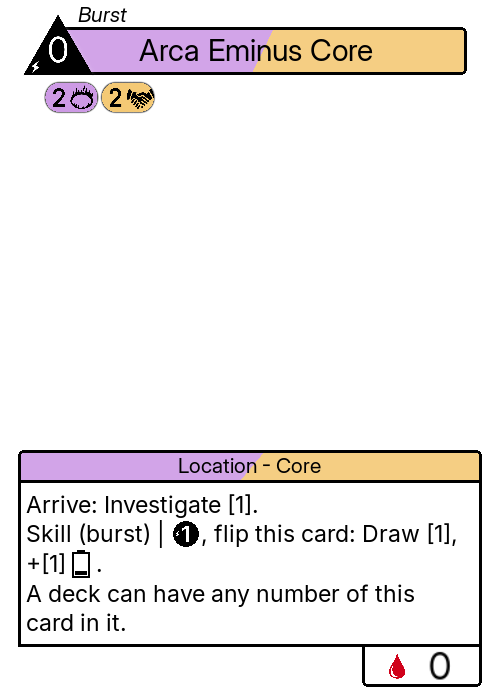 Burst
0 Arca Eminus Core
2 2
Location - Core
Arrive: Investigate [1].
Skill (burst) | 1, flip this card: Draw [1],
+[1] .
A deck can have any number of this
card in it.
0